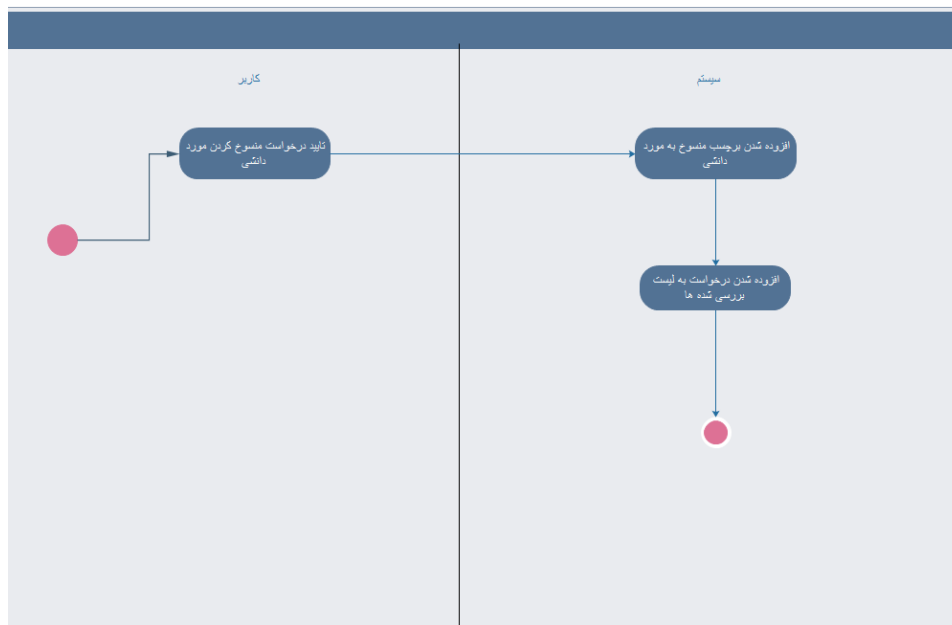 کاربر
سیستم
تایید درخواست منسوخ کردن مورد
دانشی
افزوده شدن برچسب منسوخ به مورد
دانشی
افزوده شدن درخواست به لیست
بررسی شده ها